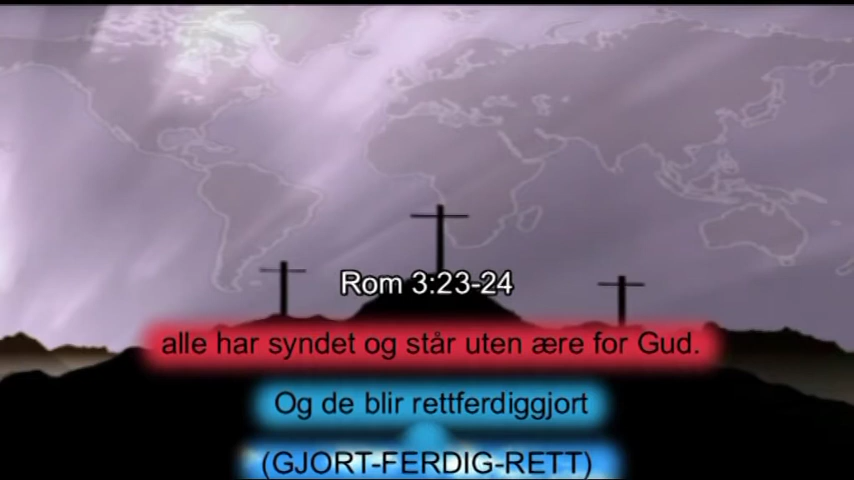 Rom 3:23-24
alle har syndet og står uten ære for Gud.
Og de blir rettferdiggjort
(GJORT-FERDIG-RETT)